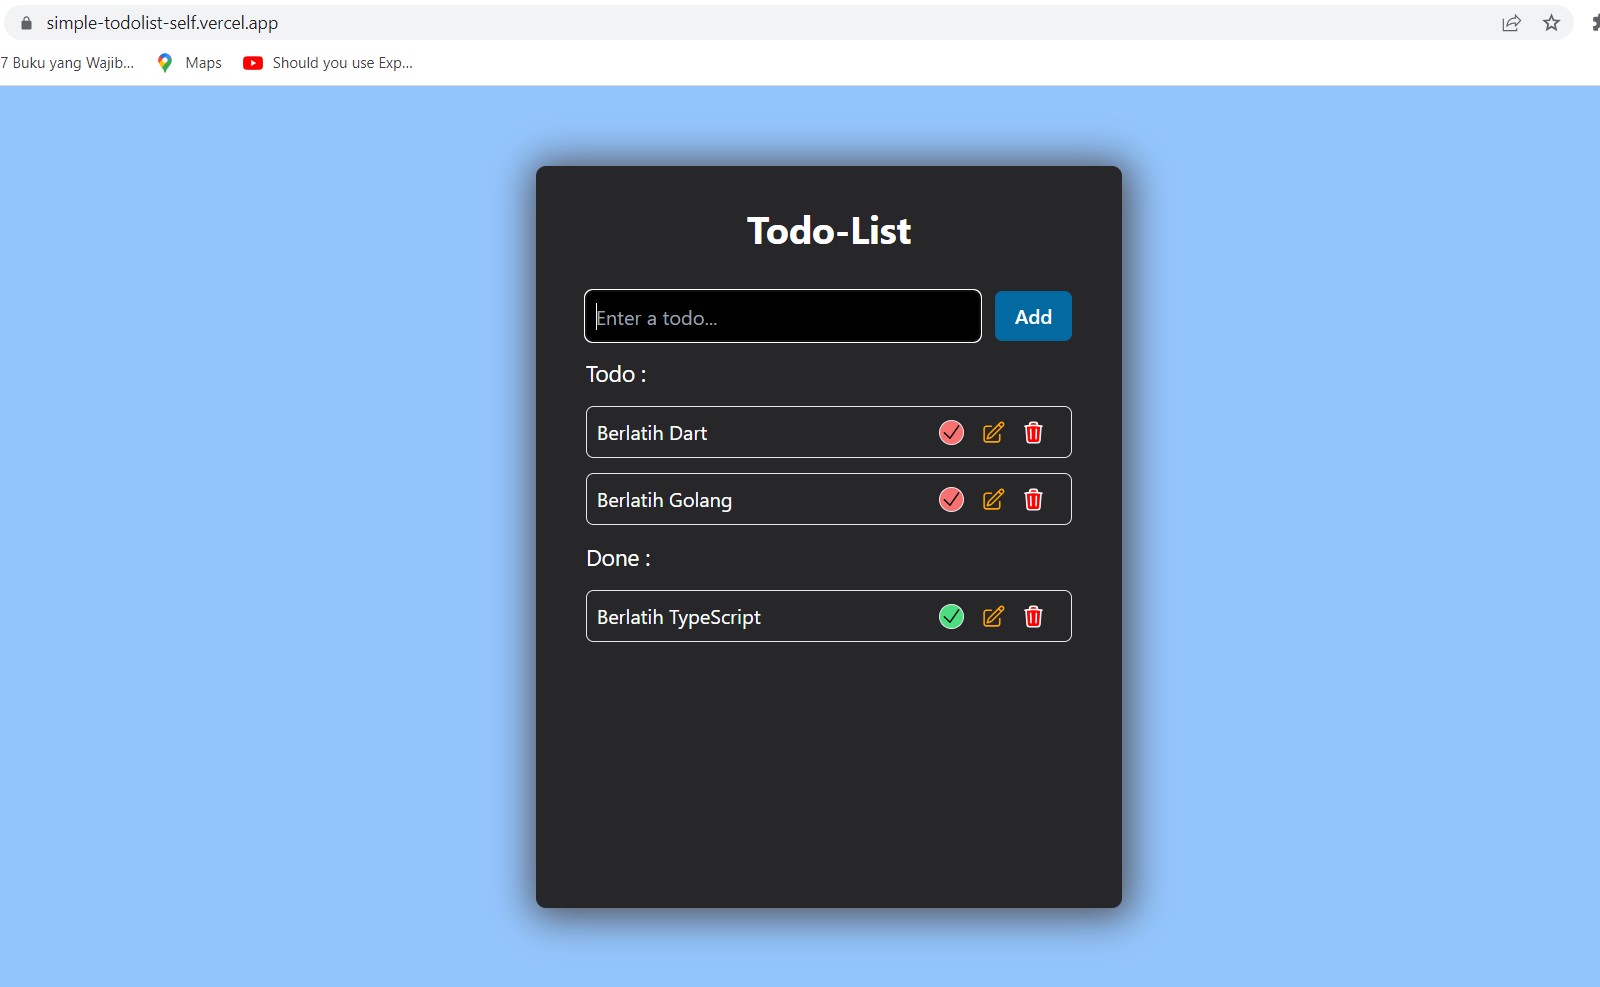 simple-todolist-self.vercel.app
7 Buku yang Wajib... Maps Should you use Exp...
Todo-List
Enter a todo... Add
Todo :
Berlatih Dart
Berlatih Golang
Done :
Berlatih TypeScript